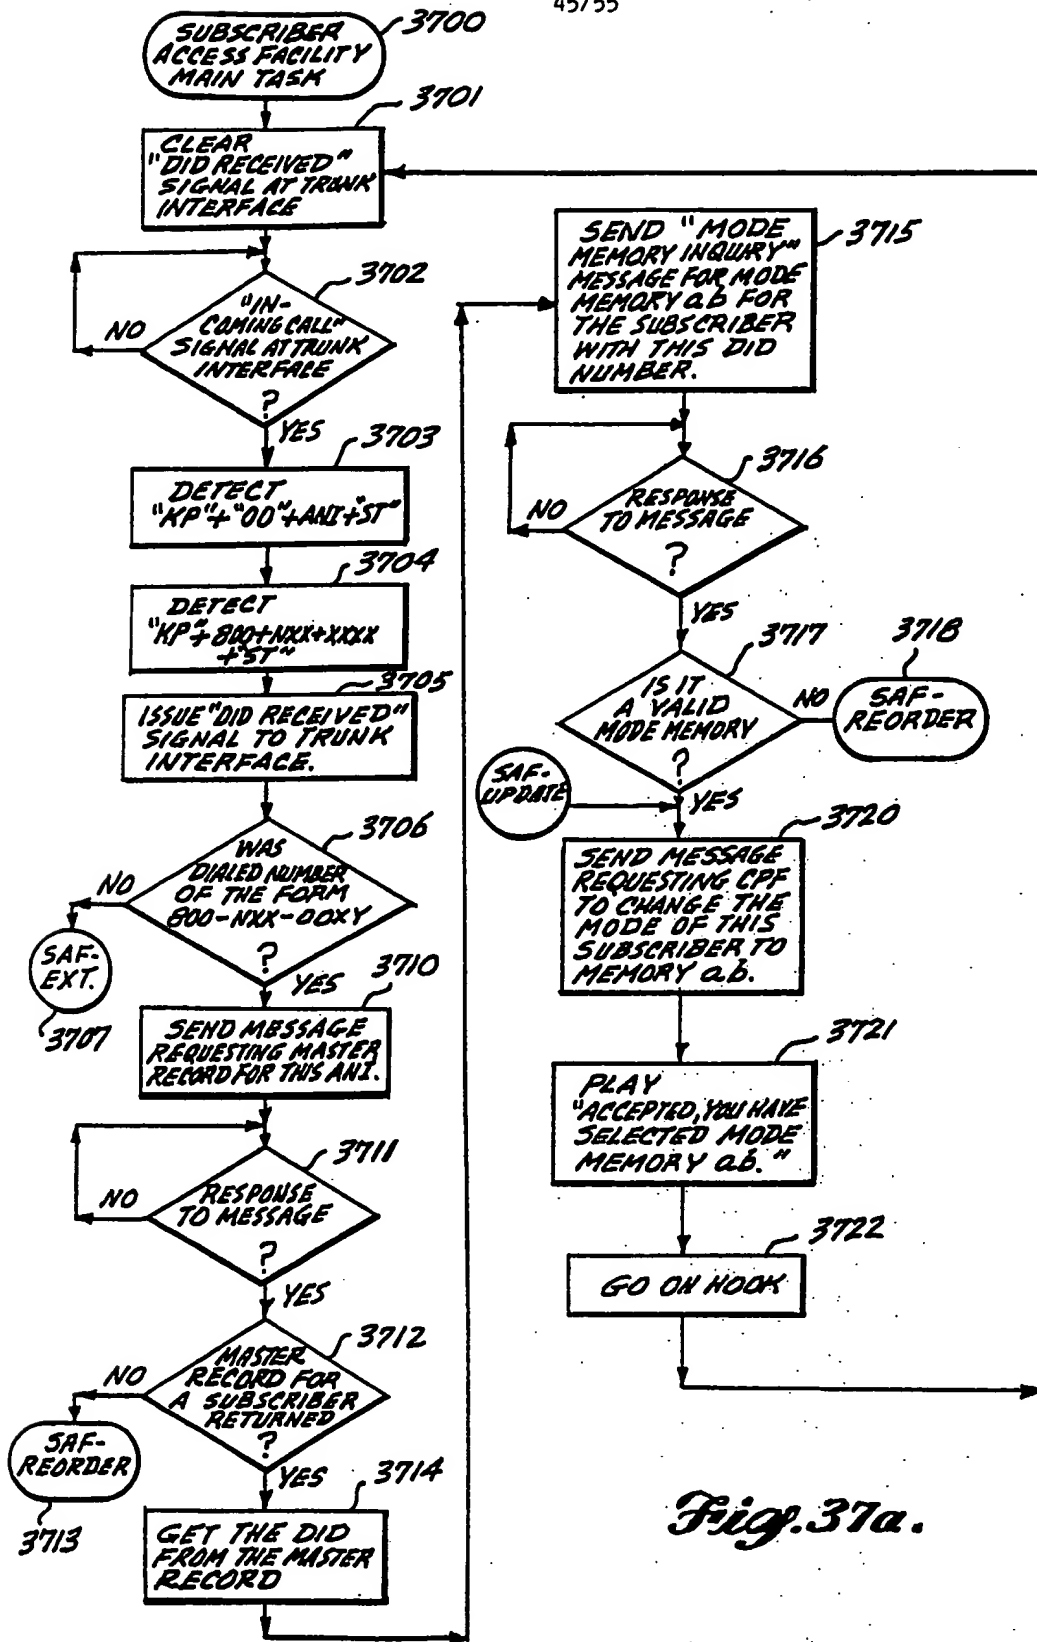 45/55
3700
SUBSCRIBER
ACCESS FACILITY
MAIN TASK
3701
CLEAR
"DID RECEIVED"
SIGNAL AT TRUNK
INTERFACE
3702
"IN-
COMING CALL"
SIGNAL AT TRUNK
INTERFACE
?
NO
YES
3703
DETECT
"KP"+"00"+ANI+"ST"
3704
DETECT
"KP"+800+NXX+XXXX
+"ST"
3705
ISSUE "DID RECEIVED"
SIGNAL TO TRUNK
INTERFACE.
3706
WAS
DIALED NUMBER
OF THE FORM
800-NXX-00XY
?
NO
YES
SAF-
EXT.
3707
3710
SEND MESSAGE
REQUESTING MASTER
RECORD FOR THIS ANI.
3711
RESPONSE
TO MESSAGE
?
NO
YES
3712
MASTER
RECORD FOR
A SUBSCRIBER
RETURNED
?
NO
YES
SAF-
REORDER
3713
3714
GET THE DID
FROM THE MASTER
RECORD
3715
SEND "MODE
MEMORY INQUIRY"
MESSAGE FOR MODE
MEMORY ab FOR
THE SUBSCRIBER
WITH THIS DID
NUMBER.
3716
RESPONSE
TO MESSAGE
?
NO
YES
3717
IS IT
A VALID
MODE MEMORY
?
NO
YES
3718
SAF-
REORDER
SAF-
UPDATE
3720
SEND MESSAGE
REQUESTING CPF
TO CHANGE THE
MODE OF THIS
SUBSCRIBER TO
MEMORY ab.
3721
PLAY
"ACCEPTED, YOU HAVE
SELECTED MODE
MEMORY ab."
3722
GO ON HOOK
Fig. 37a.